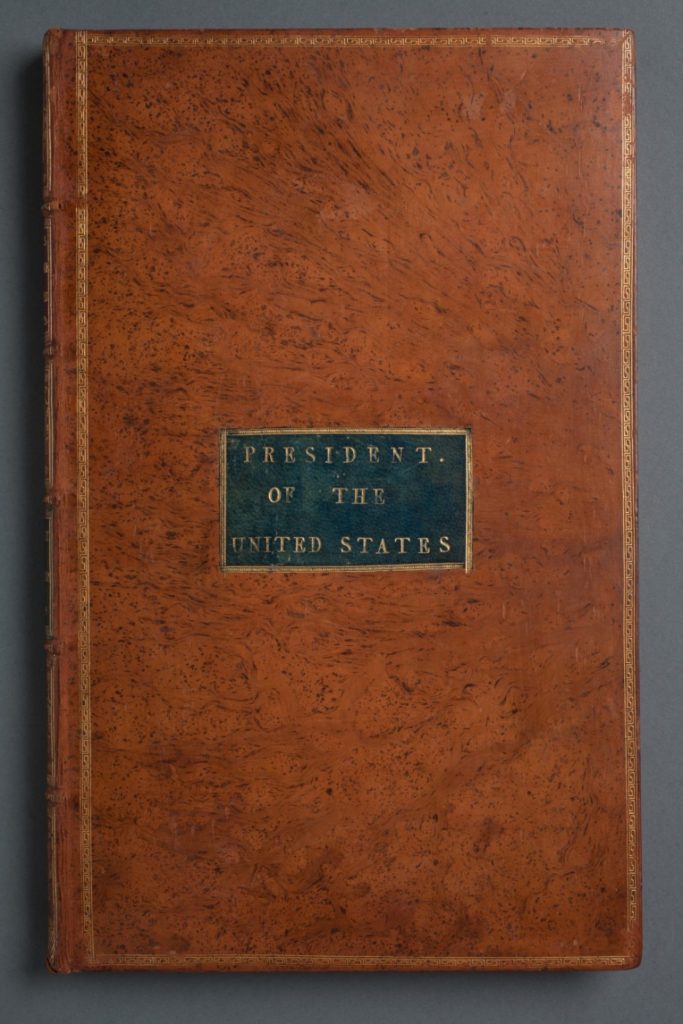 PRESIDENT.
OF THE
UNITED STATES